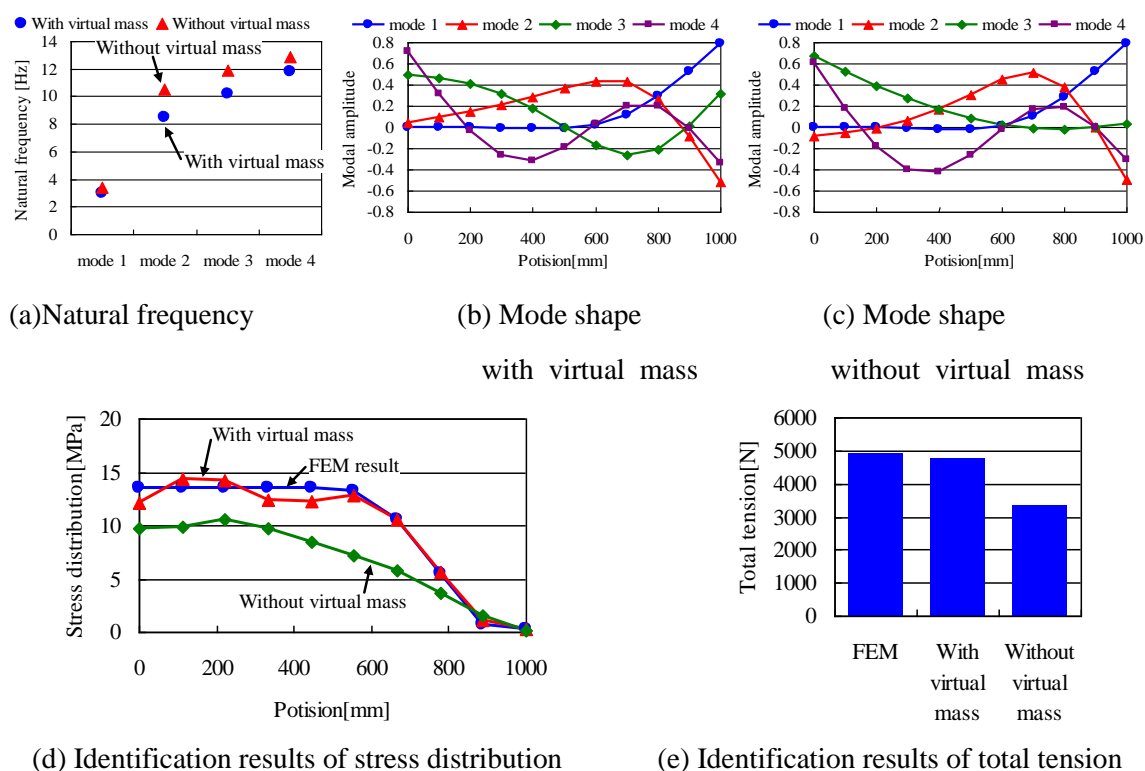 With virtual mass Without virtual mass
Natural frequency [Hz]
14
12
10
8
6
4
2
0
Without virtual mass
With virtual mass
mode 1 mode 2 mode 3 mode 4
(a)Natural frequency
mode 1 mode 2 mode 3 mode 4
Modal amplitude
0.8
0.6
0.4
0.2
0
-0.2
-0.4
-0.6
-0.8
0 200 400 600 800 1000
Potision[mm]
(b) Mode shape
with virtual mass
mode 1 mode 2 mode 3 mode 4
Modal amplitude
0.8
0.6
0.4
0.2
0
-0.2
-0.4
-0.6
-0.8
0 200 400 600 800 1000
Potision[mm]
(c) Mode shape
without virtual mass
Stress distribution[MPa]
20
15
10
5
0
With virtual mass
FEM result
Without virtual mass
0 200 400 600 800 1000
Potision[mm]
(d) Identification results of stress distribution
Total tension[N]
6000
5000
4000
3000
2000
1000
0
FEM With Without
virtual virtual
mass mass
(e) Identification results of total tension